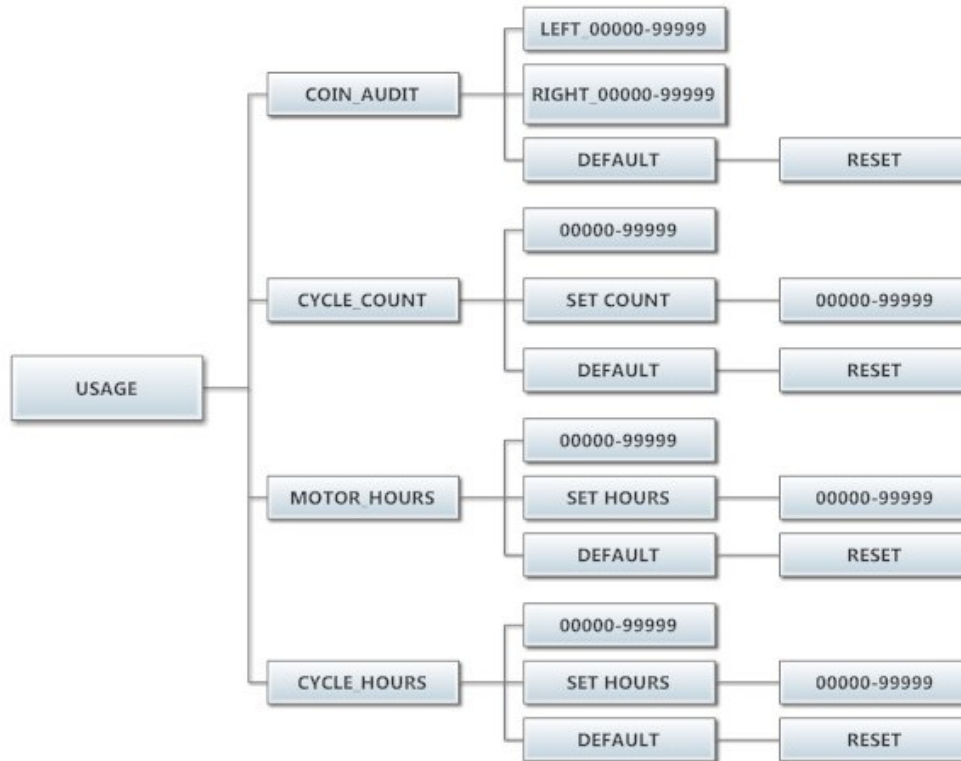 LEFT_00000-99999
COIN_AUDIT
RIGHT_00000-99999
DEFAULT
RESET
00000-99999
CYCLE_COUNT
SET COUNT
00000-99999
DEFAULT
RESET
USAGE
00000-99999
MOTOR_HOURS
SET HOURS
00000-99999
DEFAULT
RESET
00000-99999
CYCLE_HOURS
SET HOURS
00000-99999
DEFAULT
RESET